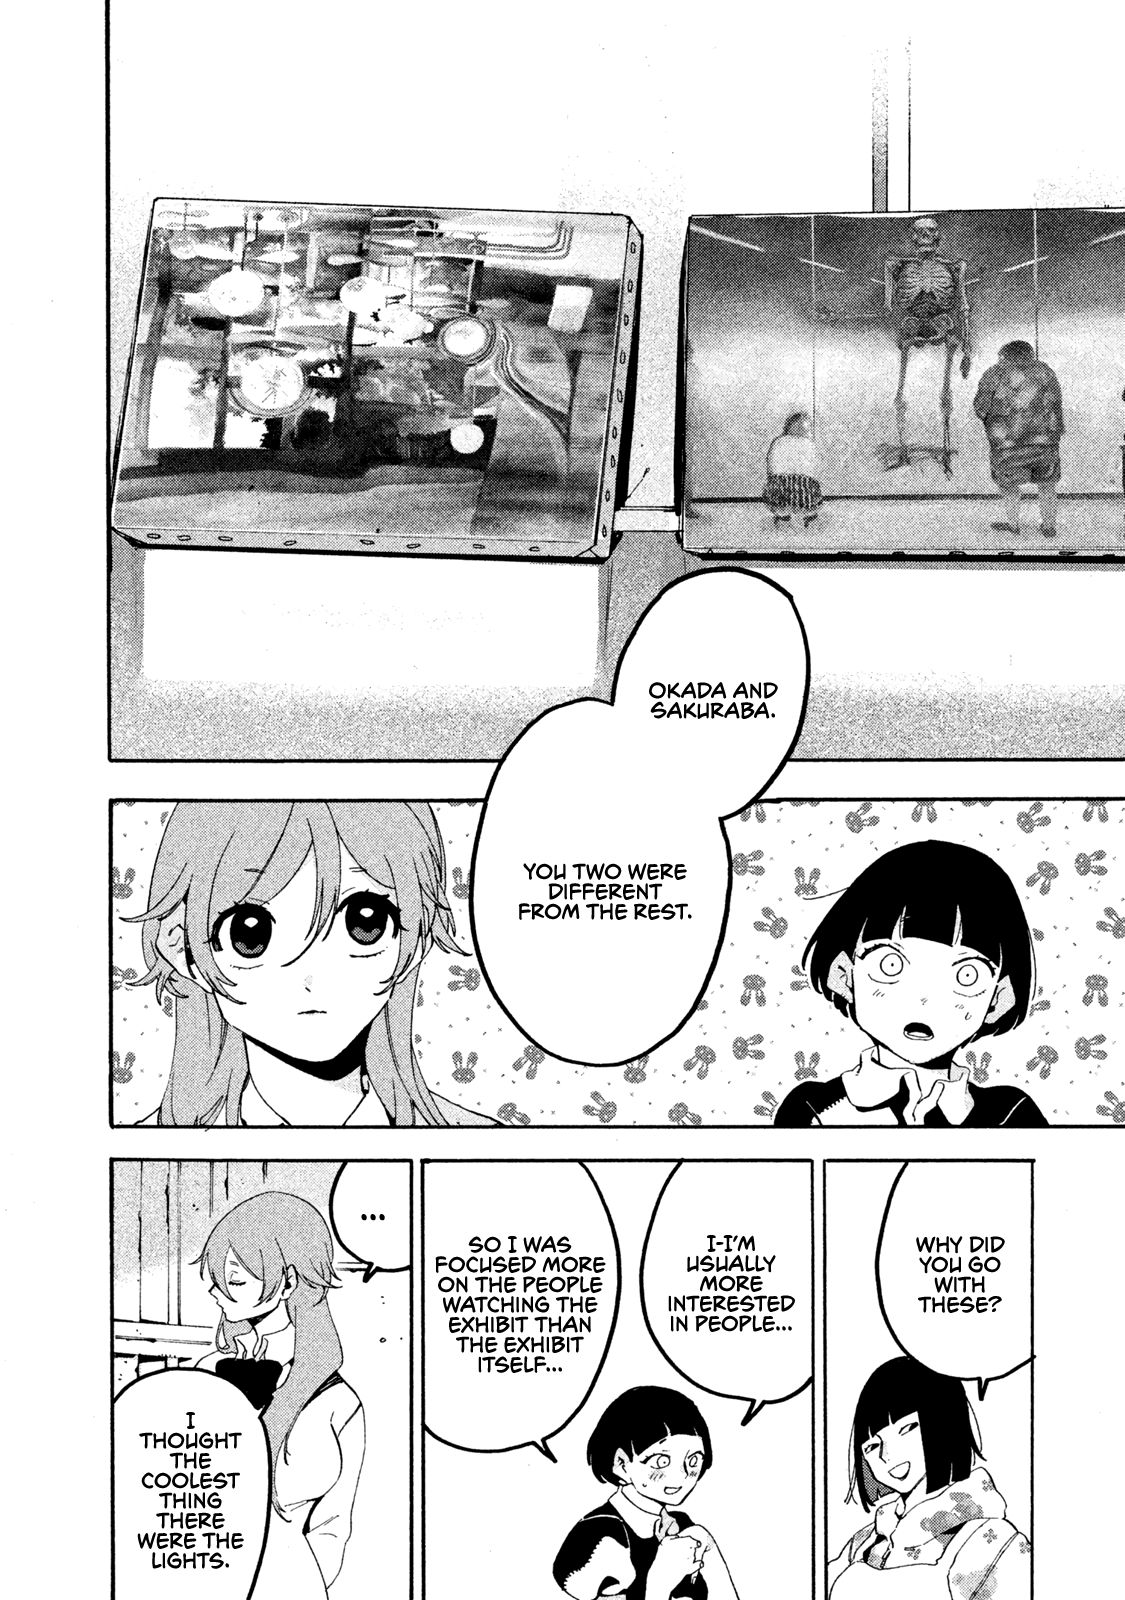 OKADA AND
SAKURABA.
YOU TWO WERE
DIFFERENT
FROM THE REST.
WHY DID
YOU GO
WITH
THESE?
I-I'M
USUALLY
MORE
INTERESTED
IN PEOPLE...
SO I WAS
FOCUSED MORE
ON THE PEOPLE
WATCHING THE
EXHIBIT THAN
THE EXHIBIT
ITSELF...
...
I
THOUGHT
THE
COOLEST
THING
THERE
WERE THE
LIGHTS.